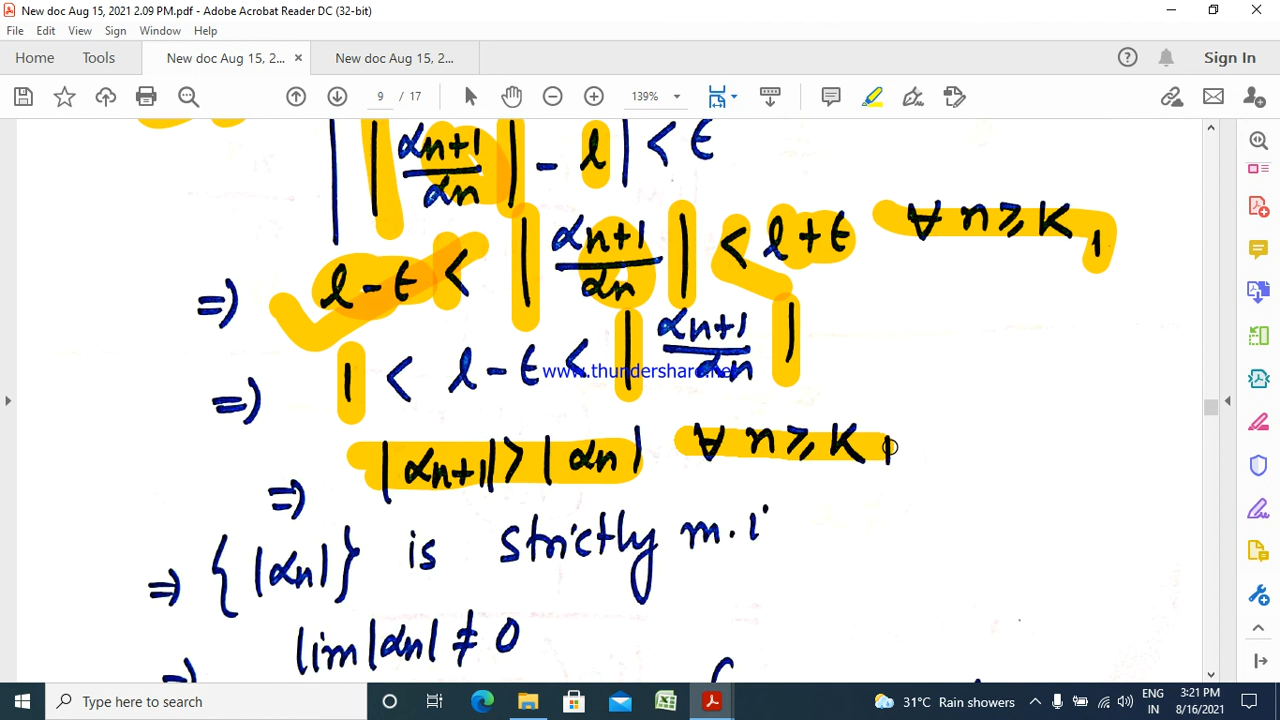 New doc Aug 15, 2021 2.09 PM.pdf - Adobe Acrobat Reader DC (32-bit)
File Edit View Sign Window Help
Home Tools New doc Aug 15, 2... × New doc Aug 15, 2... Sign In
9 / 17 139%
||αn+1/αn| - l| < ε
⇒ l - ε < |αn+1/αn| < l + ε ∀ n ≥ K1
⇒ 1 < l - ε < |αn+1/αn|
www.thundershare.net
⇒ |αn+1| > |αn| ∀ n ≥ K1
⇒ {|αn|} is strictly m.i
⇒ lim |αn| ≠ 0
Type here to search
31°C Rain showers
ENG
IN
3:21 PM
8/16/2021